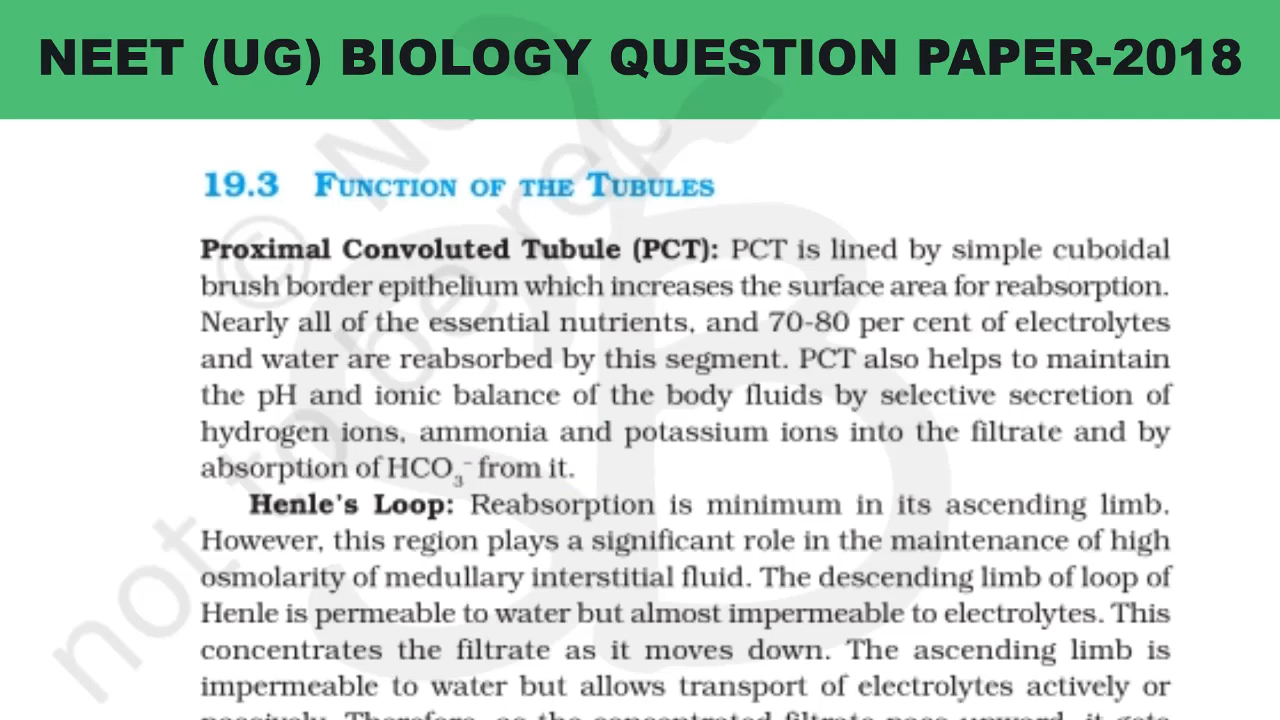 NEET (UG) BIOLOGY QUESTION PAPER-2018
19.3 FUNCTION OF THE TUBULES
Proximal Convoluted Tubule (PCT): PCT is lined by simple cuboidal
brush border epithelium which increases the surface area for reabsorption.
Nearly all of the essential nutrients, and 70-80 per cent of electrolytes
and water are reabsorbed by this segment. PCT also helps to maintain
the pH and ionic balance of the body fluids by selective secretion of
hydrogen ions, ammonia and potassium ions into the filtrate and by
absorption of HCO₃⁻ from it.
Henle's Loop: Reabsorption is minimum in its ascending limb.
However, this region plays a significant role in the maintenance of high
osmolarity of medullary interstitial fluid. The descending limb of loop of
Henle is permeable to water but almost impermeable to electrolytes. This
concentrates the filtrate as it moves down. The ascending limb is
impermeable to water but allows transport of electrolytes actively or
© N
not to be
SB